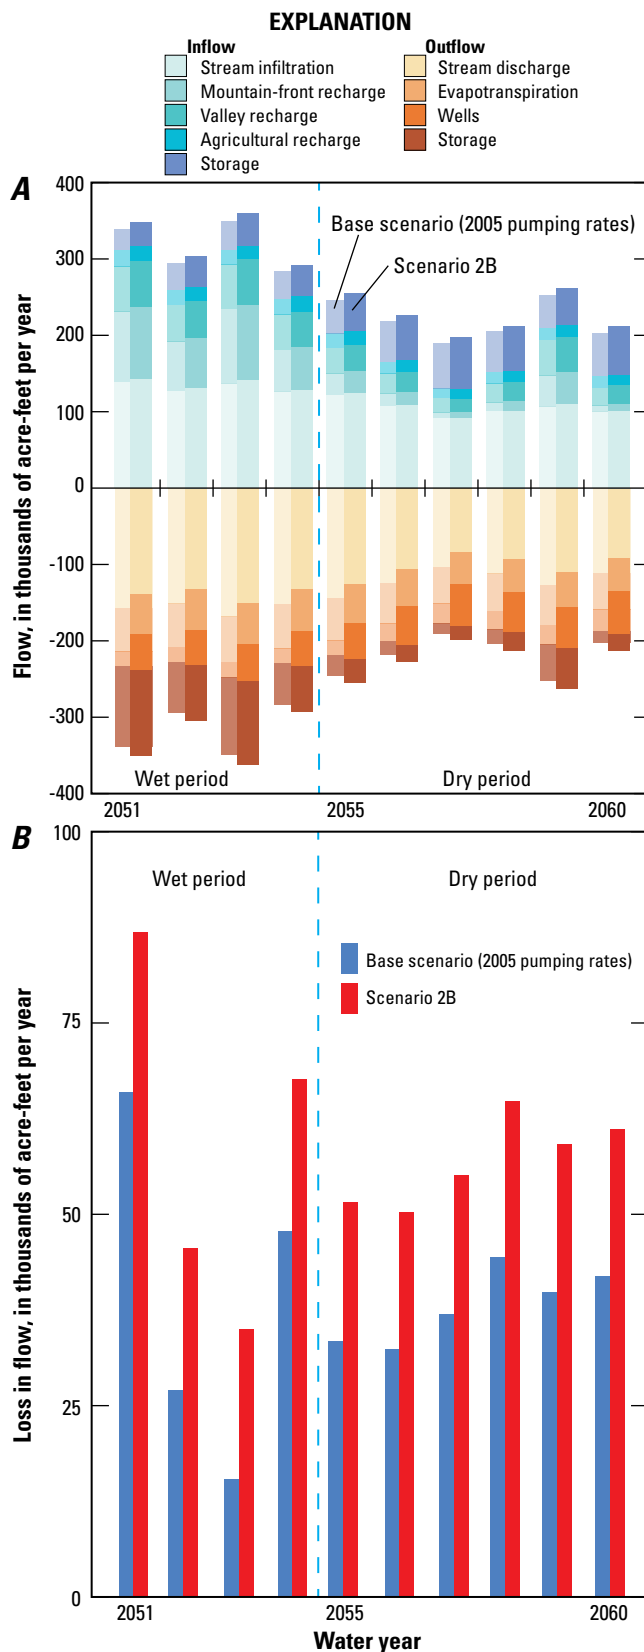 EXPLANATION
Inflow
Stream infiltration
Mountain-front recharge
Valley recharge
Agricultural recharge
Storage
Outflow
Stream discharge
Evapotranspiration
Wells
Storage
A
Flow, in thousands of acre-feet per year
400
300
200
100
0
-100
-200
-300
-400
Base scenario (2005 pumping rates)
Scenario 2B
Wet period
Dry period
2051
2055
2060
B
Loss in flow, in thousands of acre-feet per year
100
75
50
25
0
Wet period
Dry period
Base scenario (2005 pumping rates)
Scenario 2B
2051
2055
2060
Water year